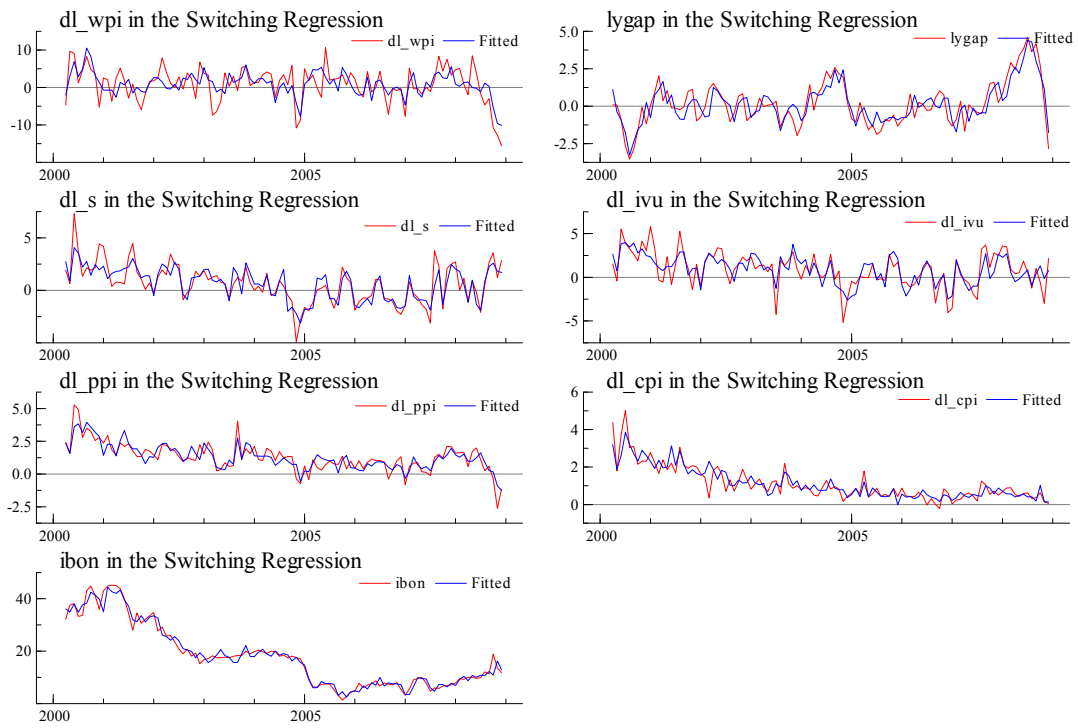 dl_wpi in the Switching Regression
dl_wpi Fitted
10
0
-10
2000 2005
lygap in the Switching Regression
lygap Fitted
5.0
2.5
0.0
-2.5
2000 2005
dl_s in the Switching Regression
dl_s Fitted
5
0
2000 2005
dl_ivu in the Switching Regression
dl_ivu Fitted
5
0
-5
2000 2005
dl_ppi in the Switching Regression
dl_ppi Fitted
5.0
2.5
0.0
-2.5
2000 2005
dl_cpi in the Switching Regression
dl_cpi Fitted
6
4
2
0
2000 2005
ibon in the Switching Regression
ibon Fitted
40
20
2000 2005